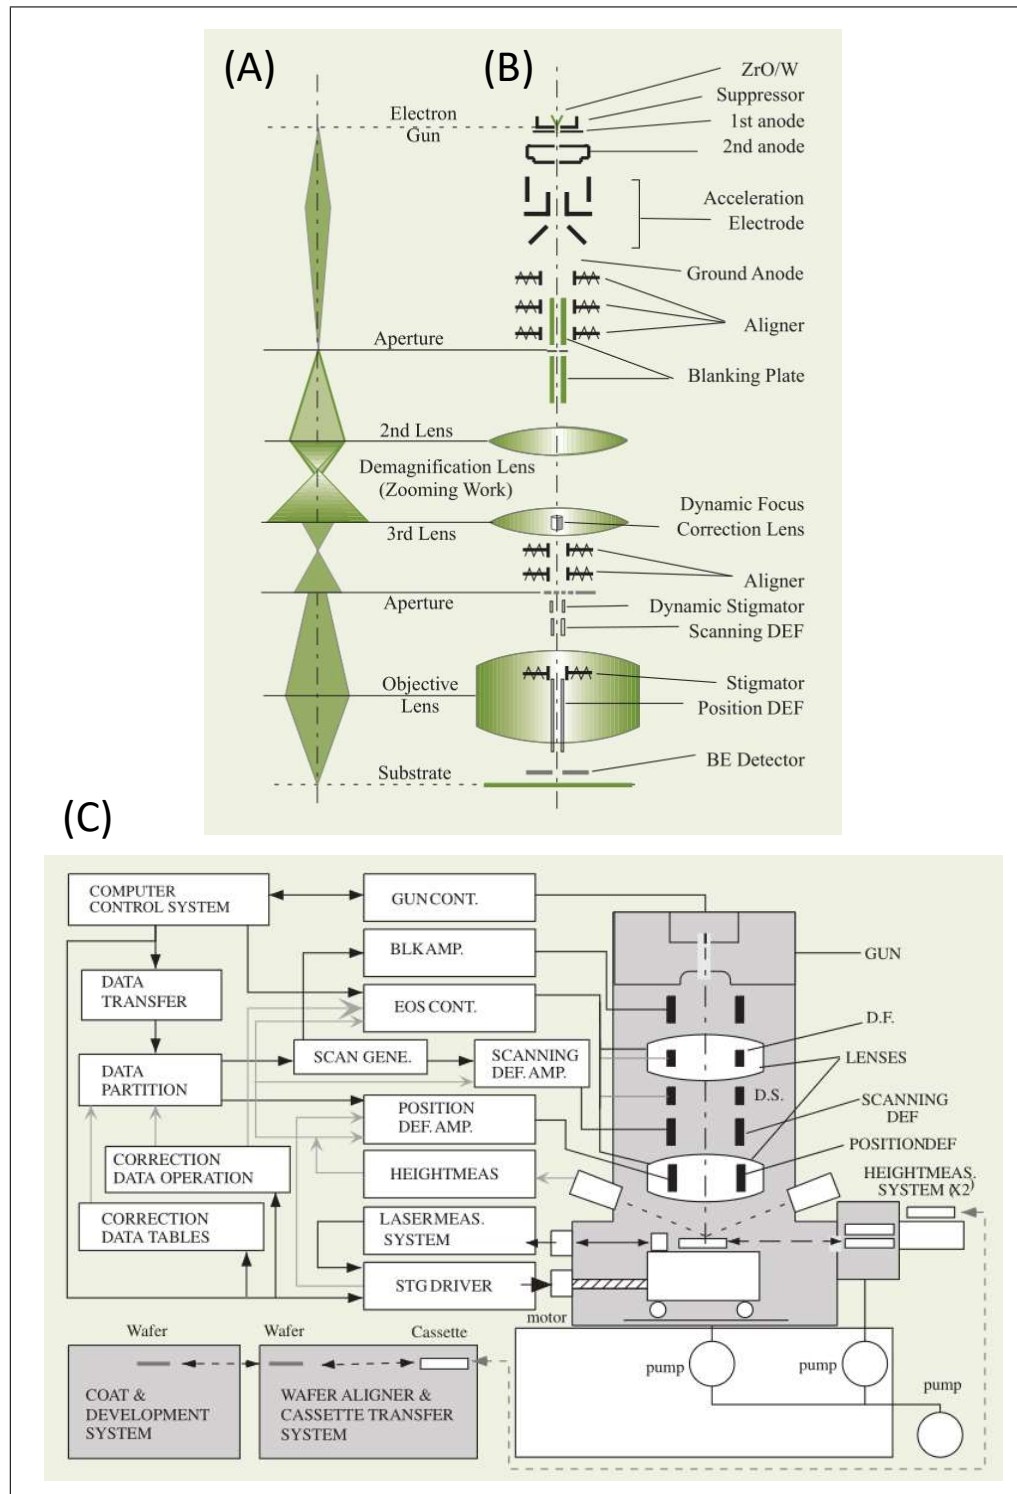 (A)
(B)
ZrO/W
Suppressor
1st anode
2nd anode
Electron
Gun
Acceleration
Electrode
Ground Anode
Aligner
Aperture
Blanking Plate
2nd Lens
Demagnification Lens
(Zooming Work)
Dynamic Focus
Correction Lens
3rd Lens
Aligner
Aperture
Dynamic Stigmator
Scanning DEF
Objective
Lens
Stigmator
Position DEF
BE Detector
Substrate
(C)
COMPUTER
CONTROL SYSTEM
GUN CONT.
BLK AMP.
GUN
DATA
TRANSFER
EOS CONT.
D.F.
SCAN GENE.
SCANNING
DEF. AMP.
LENSES
DATA
PARTITION
D.S.
SCANNING
DEF
POSITION
DEF. AMP.
POSITIONDEF
CORRECTION
DATA OPERATION
HEIGHTMEAS
HEIGHTMEAS.
SYSTEM (X2)
CORRECTION
DATA TABLES
LASERMEAS.
SYSTEM
STG DRIVER
motor
Wafer
Wafer
Cassette
pump
pump
pump
COAT &
DEVELOPMENT
SYSTEM
WAFER ALIGNER &
CASSETTE TRANSFER
SYSTEM